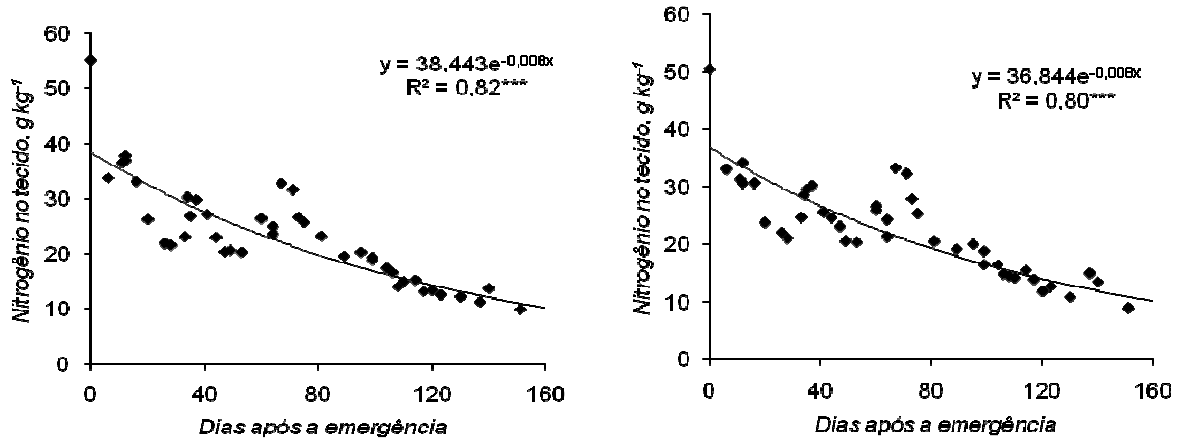 60
50
40
30
20
10
0
Nitrogênio no tecido, g kg⁻¹
y = 38,443e⁻⁰·⁰⁰⁸ˣ
R² = 0,82***
0 40 80 120 160
Dias após a emergência
60
50
40
30
20
10
0
Nitrogênio no tecido, g kg⁻¹
y = 36,844e⁻⁰·⁰⁰⁸ˣ
R² = 0,80***
0 40 80 120 160
Dias após a emergência